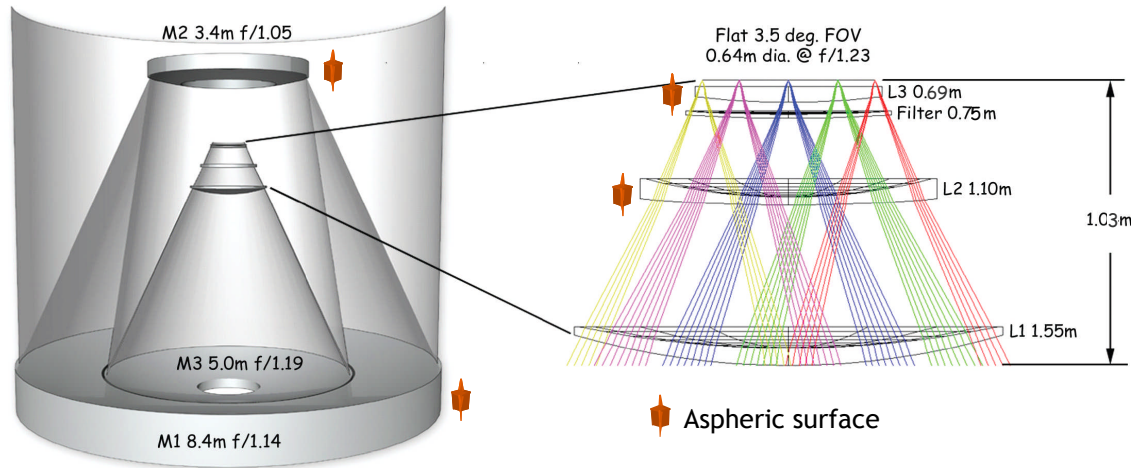 M2 3.4m f/1.05
M3 5.0m f/1.19
M1 8.4m f/1.14
Flat 3.5 deg. FOV
0.64m dia. @ f/1.23
L3 0.69m
Filter 0.75m
L2 1.10m
1.03m
L1 1.55m
Aspheric surface